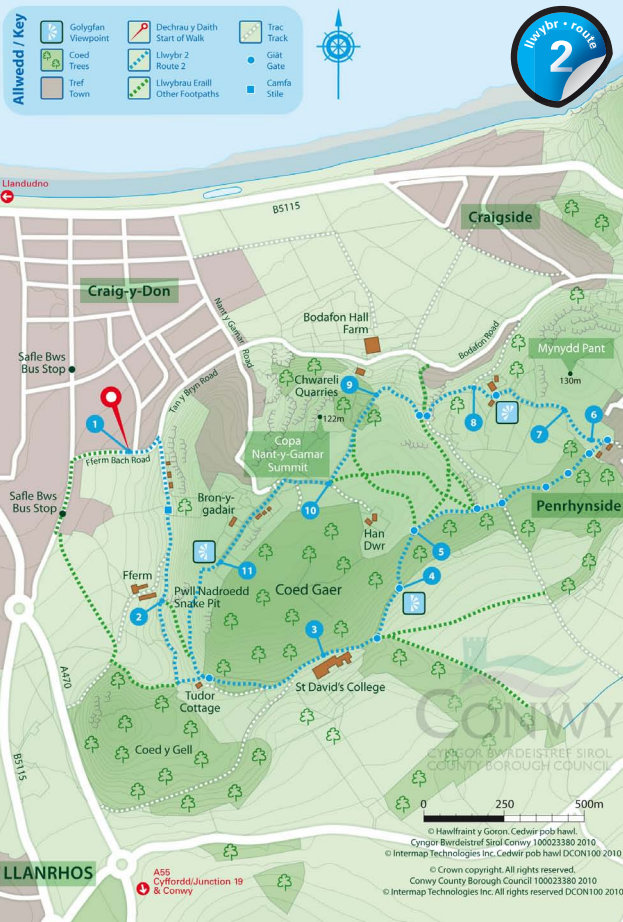 Allwedd / Key
Golygfan
Viewpoint
Coed
Trees
Tref
Town
Dechrau y Daith
Start of Walk
Llwybr 2
Route 2
Llwybrau Eraill
Other Footpaths
Trac
Track
Giât
Gate
Camfa
Stile
llwybr • route
2
Llandudno
B5115
Craigside
Craig-y-Don
Nant y Gamar Road
Bodafon Hall
Farm
Bodafon Road
Mynydd Pant
130m
Safle Bws
Bus Stop
Tan y Bryn Road
Chwareli
Quarries
9
122m
8
7
6
1
Fferm Bach Road
Copa
Nant-y-Gamar
Summit
Penrhynside
Safle Bws
Bus Stop
Bron-y-
gadair
10
Han
Dwr
5
11
Fferm
Pwll Nadroedd
Snake Pit
Coed Gaer
4
2
3
St David's College
A470
Tudor
Cottage
CONWY
CYNGOR BWRDEISTREF SIROL
COUNTY BOROUGH COUNCIL
Coed y Gell
B5115
0 250 500m
© Hawlfraint y Goron. Cedwir pob hawl.
Cyngor Bwrdeistref Sirol Conwy 100023380 2010
© Intermap Technologies Inc. Cedwir pob hawl DCON100 2010
© Crown copyright. All rights reserved.
Conwy County Borough Council 100023380 2010
© Intermap Technologies Inc. All rights reserved DCON100 2010
LLANRHOS
A55
Cyffordd/Junction 19
& Conwy